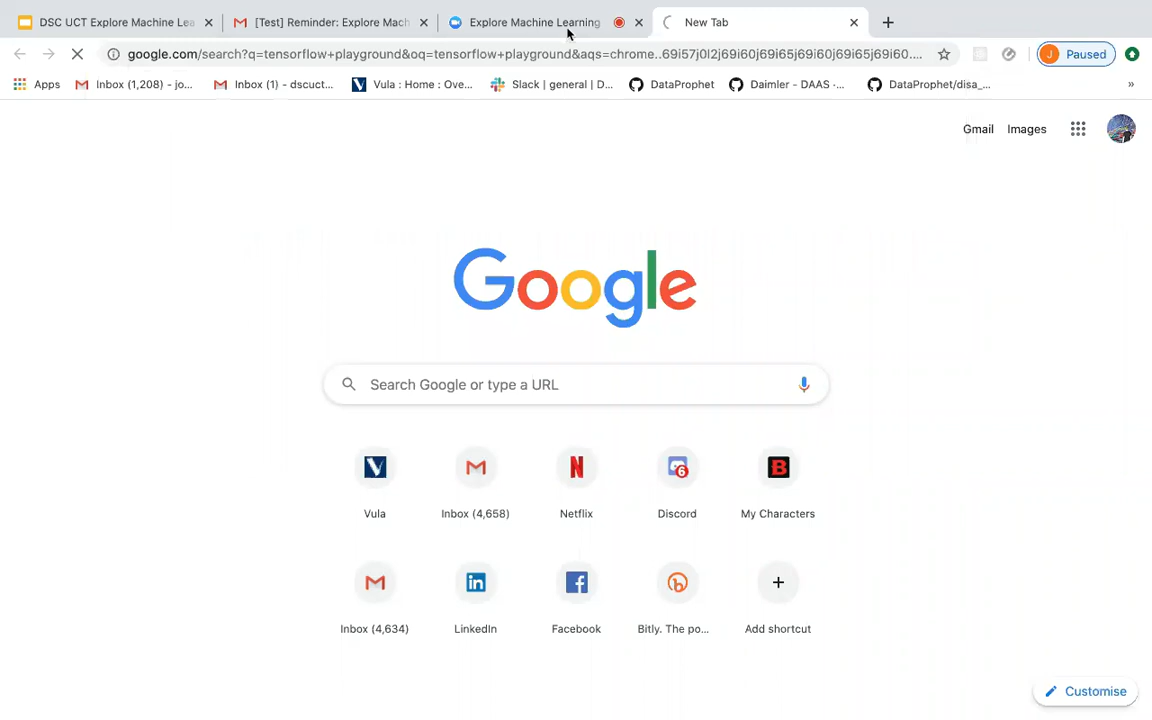 DSC UCT Explore Machine Lea
[Test] Reminder: Explore Mach
Explore Machine Learning
New Tab
google.com/search?q=tensorflow+playground&oq=tensorflow+playground&aqs=chrome..69i57j0l2j69i60j69i65j69i60j69i65j69i60....
J Paused
Apps
Inbox (1,208) - jo...
Inbox (1) - dscuct...
Vula : Home : Ove...
Slack | general | D...
DataProphet
Daimler - DAAS -...
DataProphet/disa_...
»
Gmail
Images
Google
Search Google or type a URL
Vula
Inbox (4,658)
Netflix
6
Discord
My Characters
Inbox (4,634)
LinkedIn
Facebook
Bitly. The po...
Add shortcut
Customise